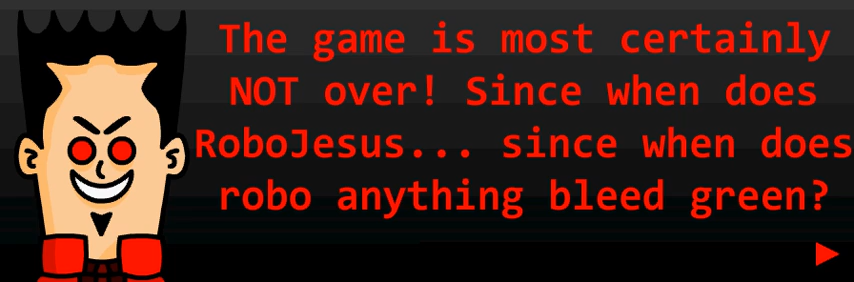 The game is most certainly
NOT over! Since when does
RoboJesus... since when does
robo anything bleed green?